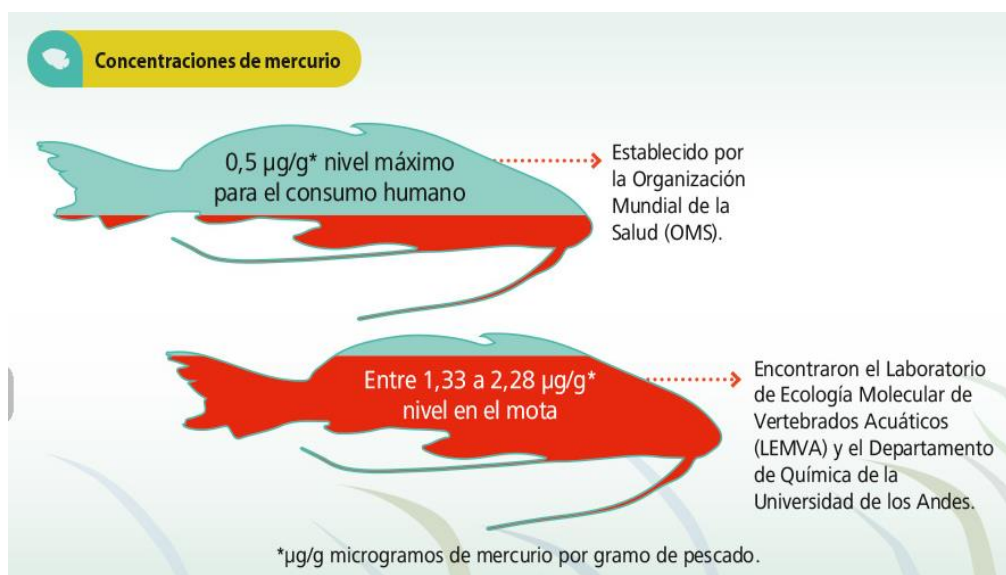 Concentraciones de mercurio
0,5 µg/g* nivel máximo
para el consumo humano
Establecido por
la Organización
Mundial de la
Salud (OMS).
Entre 1,33 a 2,28 µg/g*
nivel en el mota
Encontraron el Laboratorio
de Ecología Molecular de
Vertebrados Acuáticos
(LEMVA) y el Departamento
de Química de la
Universidad de los Andes.
*µg/g microgramos de mercurio por gramo de pescado.